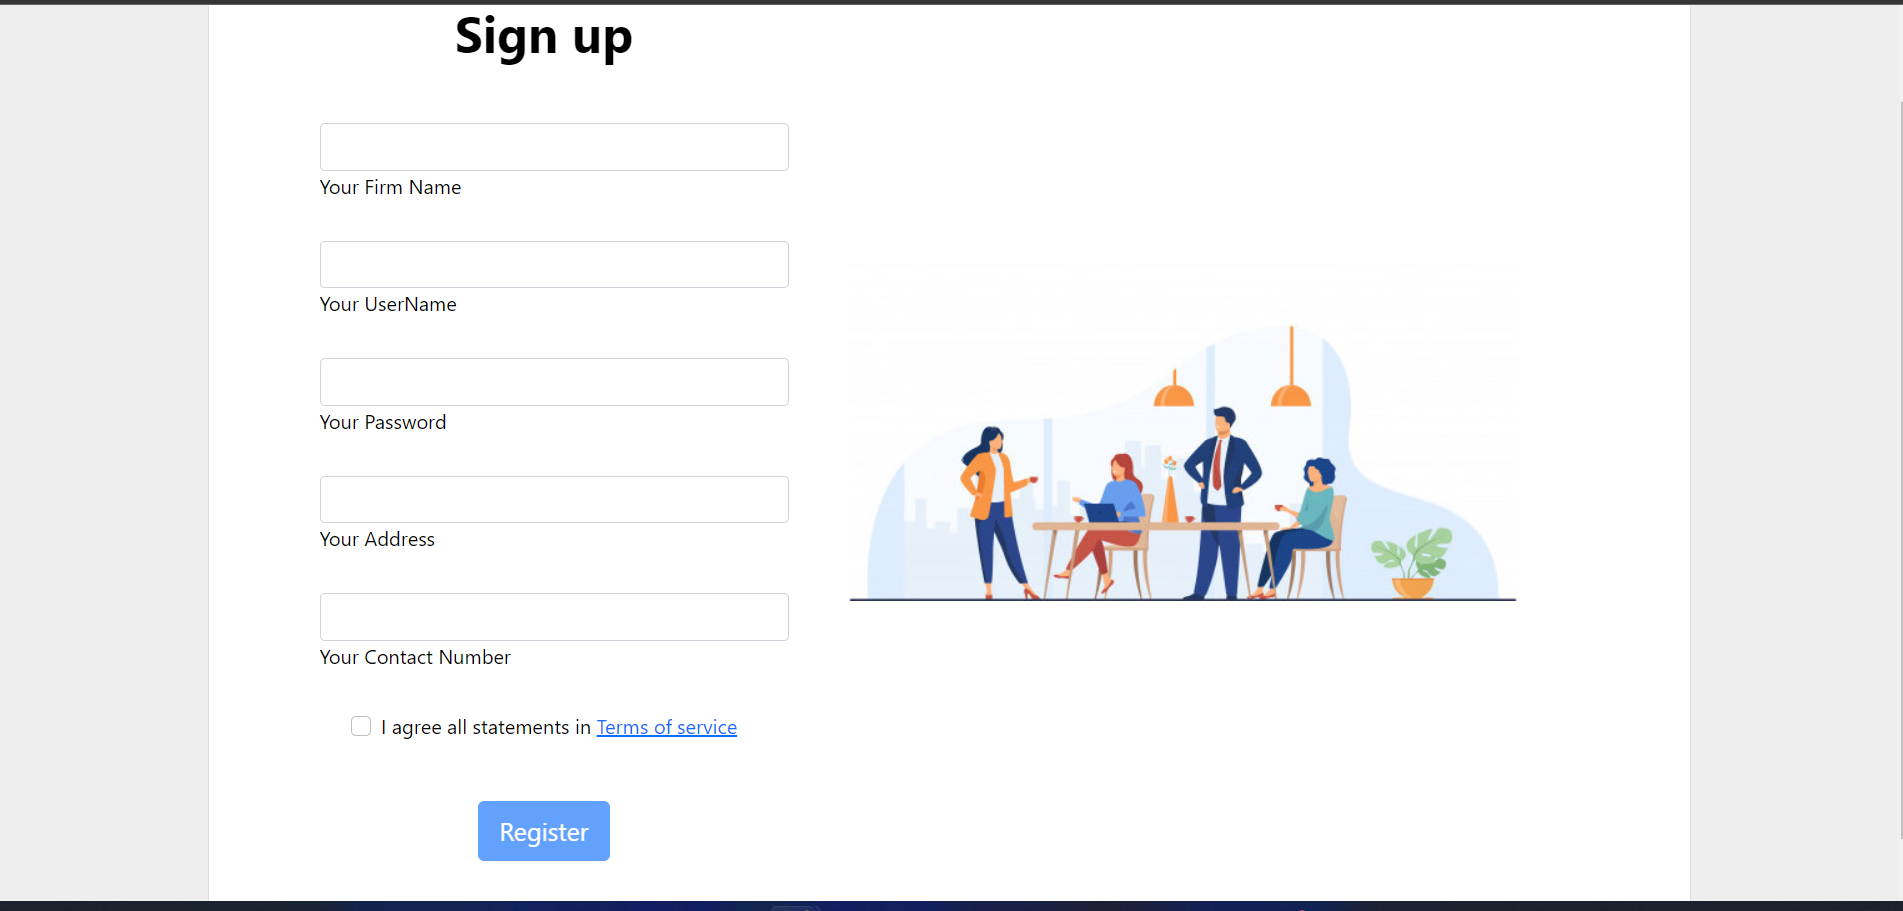 Sign up
Your Firm Name
Your UserName
Your Password
Your Address
Your Contact Number
I agree all statements in Terms of service
Register